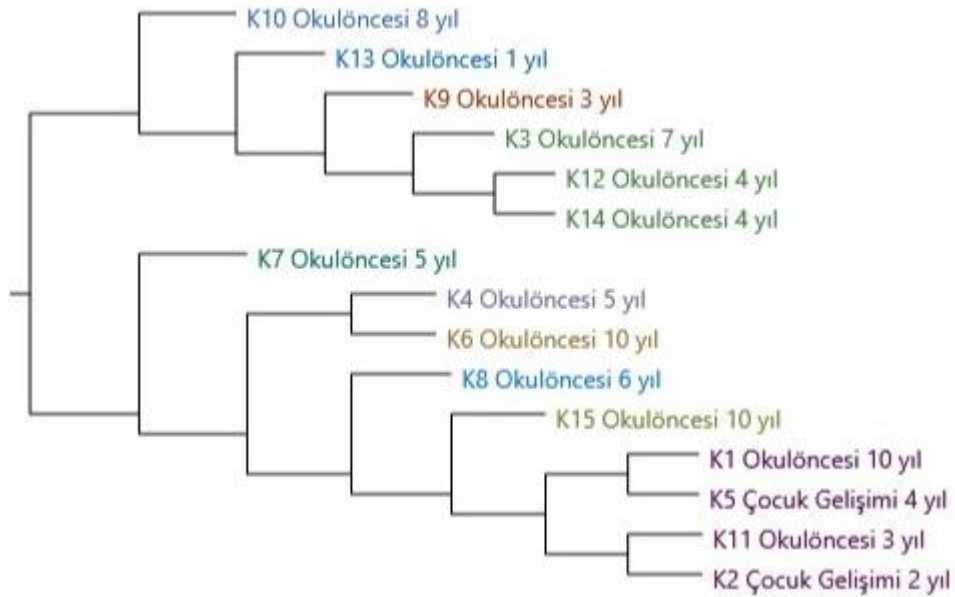 K10 Okulöncesi 8 yıl
K13 Okulöncesi 1 yıl
K9 Okulöncesi 3 yıl
K3 Okulöncesi 7 yıl
K12 Okulöncesi 4 yıl
K14 Okulöncesi 4 yıl
K7 Okulöncesi 5 yıl
K4 Okulöncesi 5 yıl
K6 Okulöncesi 10 yıl
K8 Okulöncesi 6 yıl
K15 Okulöncesi 10 yıl
K1 Okulöncesi 10 yıl
K5 Çocuk Gelişimi 4 yıl
K11 Okulöncesi 3 yıl
K2 Çocuk Gelişimi 2 yıl